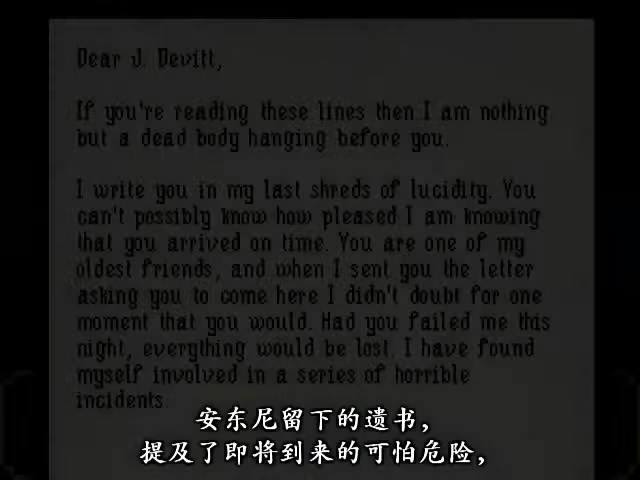 Dear J. Devitt,
If you're reading these lines then I am nothing
but a dead body hanging before you.
I write you in my last shreds of lucidity. You
can't possibly know how pleased I am knowing
that you arrived on time. You are one of my
oldest friends, and when I sent you the letter
asking you to come here I didn't doubt for one
moment that you would. Had you failed me this
night, everything would be lost. I have found
myself involved in a series of horrible
incidents.
安东尼留下的遗书，
提及了即将到来的可怕危险，